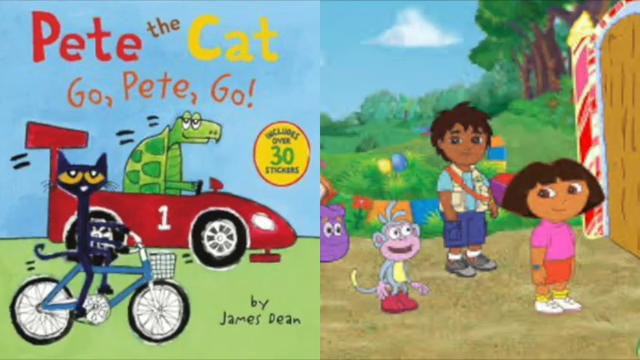 Pete the Cat
Go, Pete, Go!
INCLUDES
OVER
30
STICKERS
1
by
James Dean